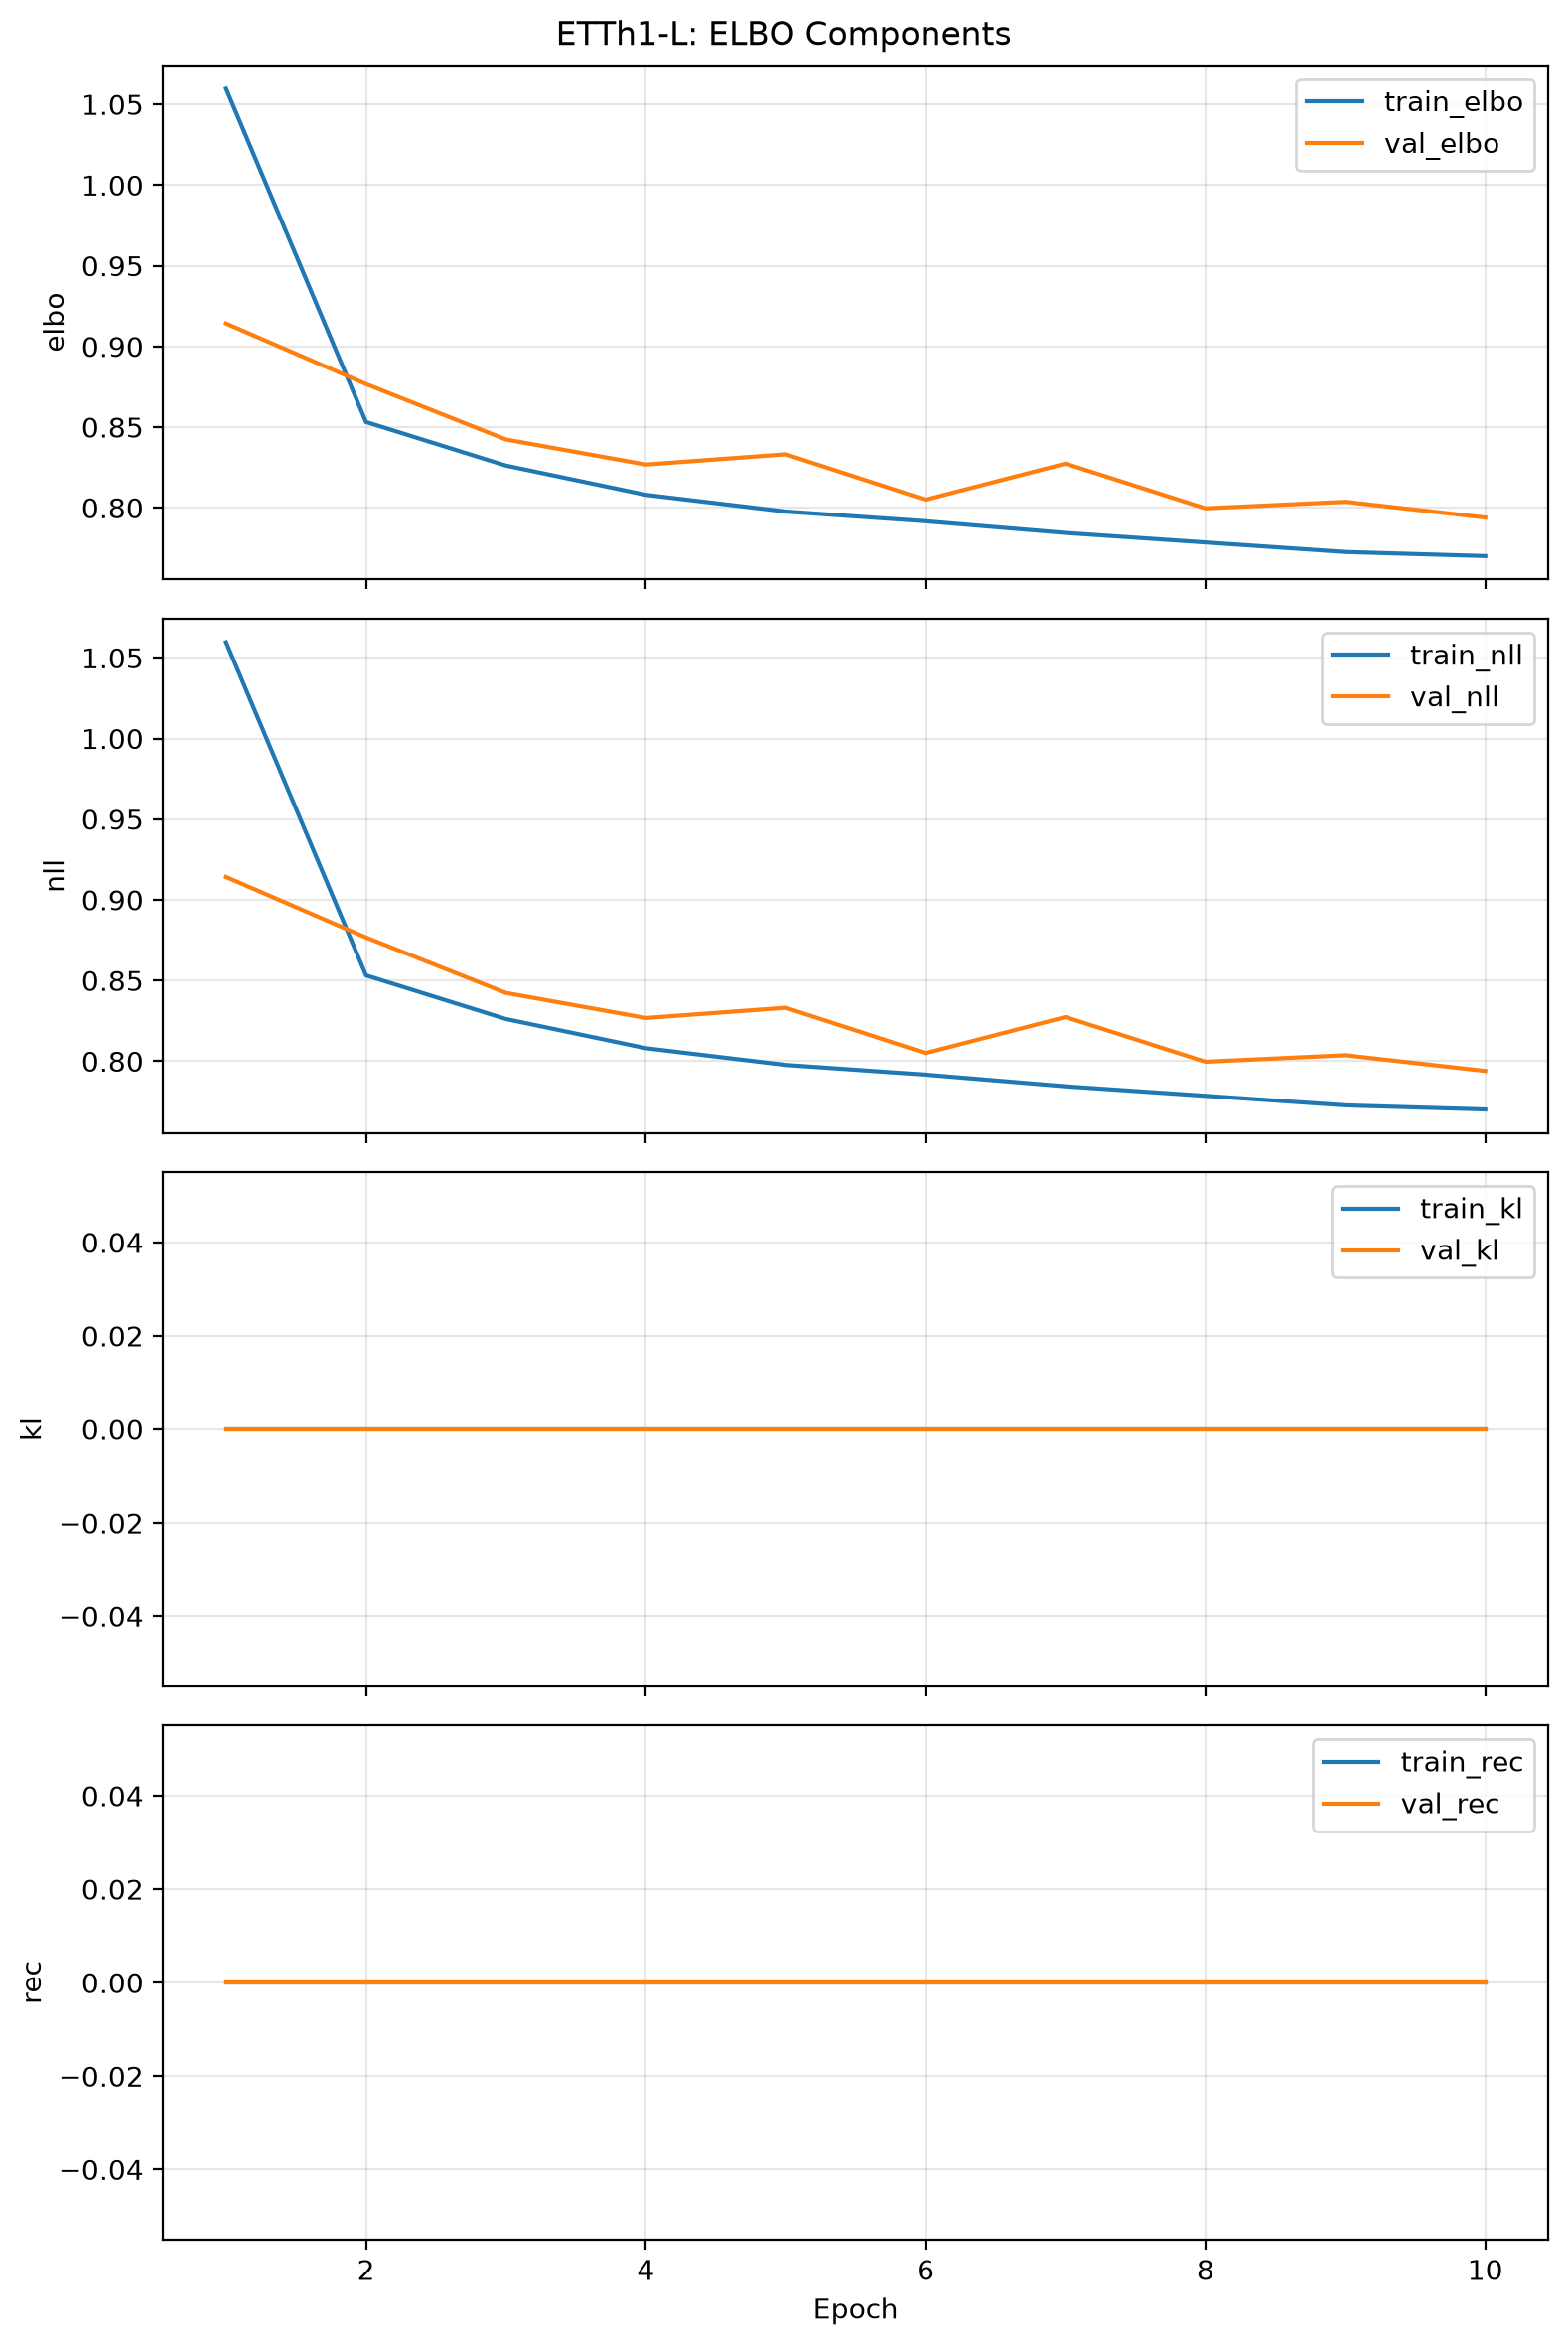 ETTh1-L: ELBO Components
1.05
1.00
0.95
0.90
0.85
0.80
elbo
train_elbo
val_elbo
1.05
1.00
0.95
0.90
0.85
0.80
nll
train_nll
val_nll
0.04
0.02
0.00
−0.02
−0.04
kl
train_kl
val_kl
0.04
0.02
0.00
−0.02
−0.04
rec
train_rec
val_rec
2 4 6 8 10
Epoch